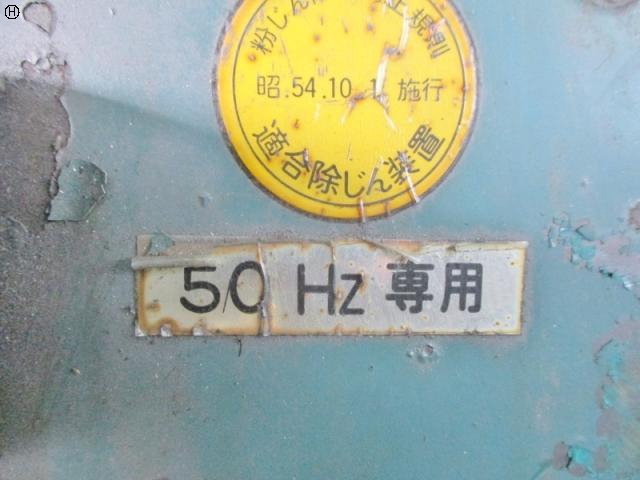 Ⓗ
粉じん 規則
昭.54.10.1 施行
適合除じん装置
50 Hz 専用